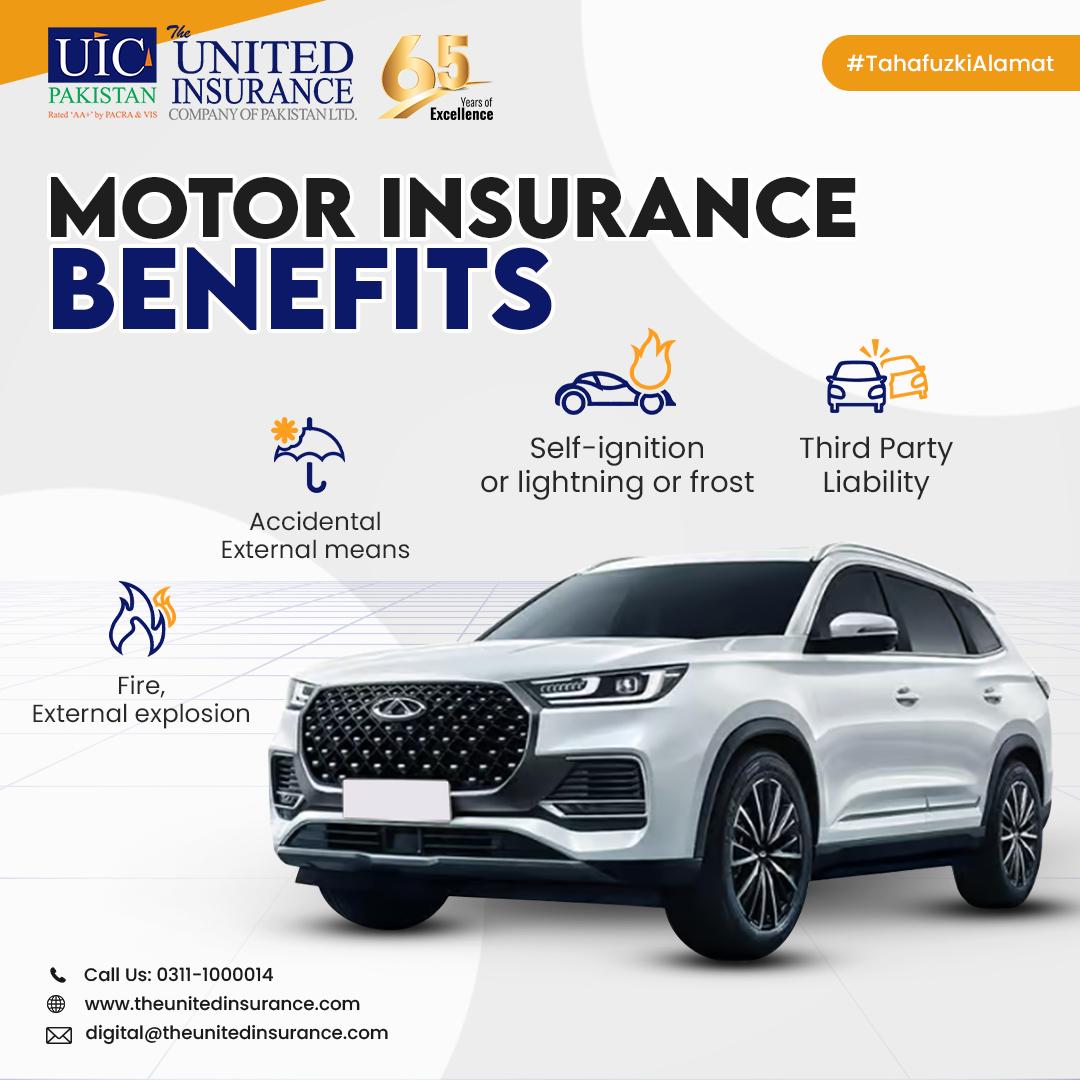 UIC
PAKISTAN
Rated 'AA+' by PACRA & VIS
The
UNITED
INSURANCE
COMPANY OF PAKISTAN LTD.
65
Years of
Excellence
#TahafuzkiAlamat
MOTOR INSURANCE
BENEFITS
Self-ignition
or lightning or frost
Third Party
Liability
Accidental
External means
Fire,
External explosion
Call Us: 0311-1000014
www.theunitedinsurance.com
digital@theunitedinsurance.com